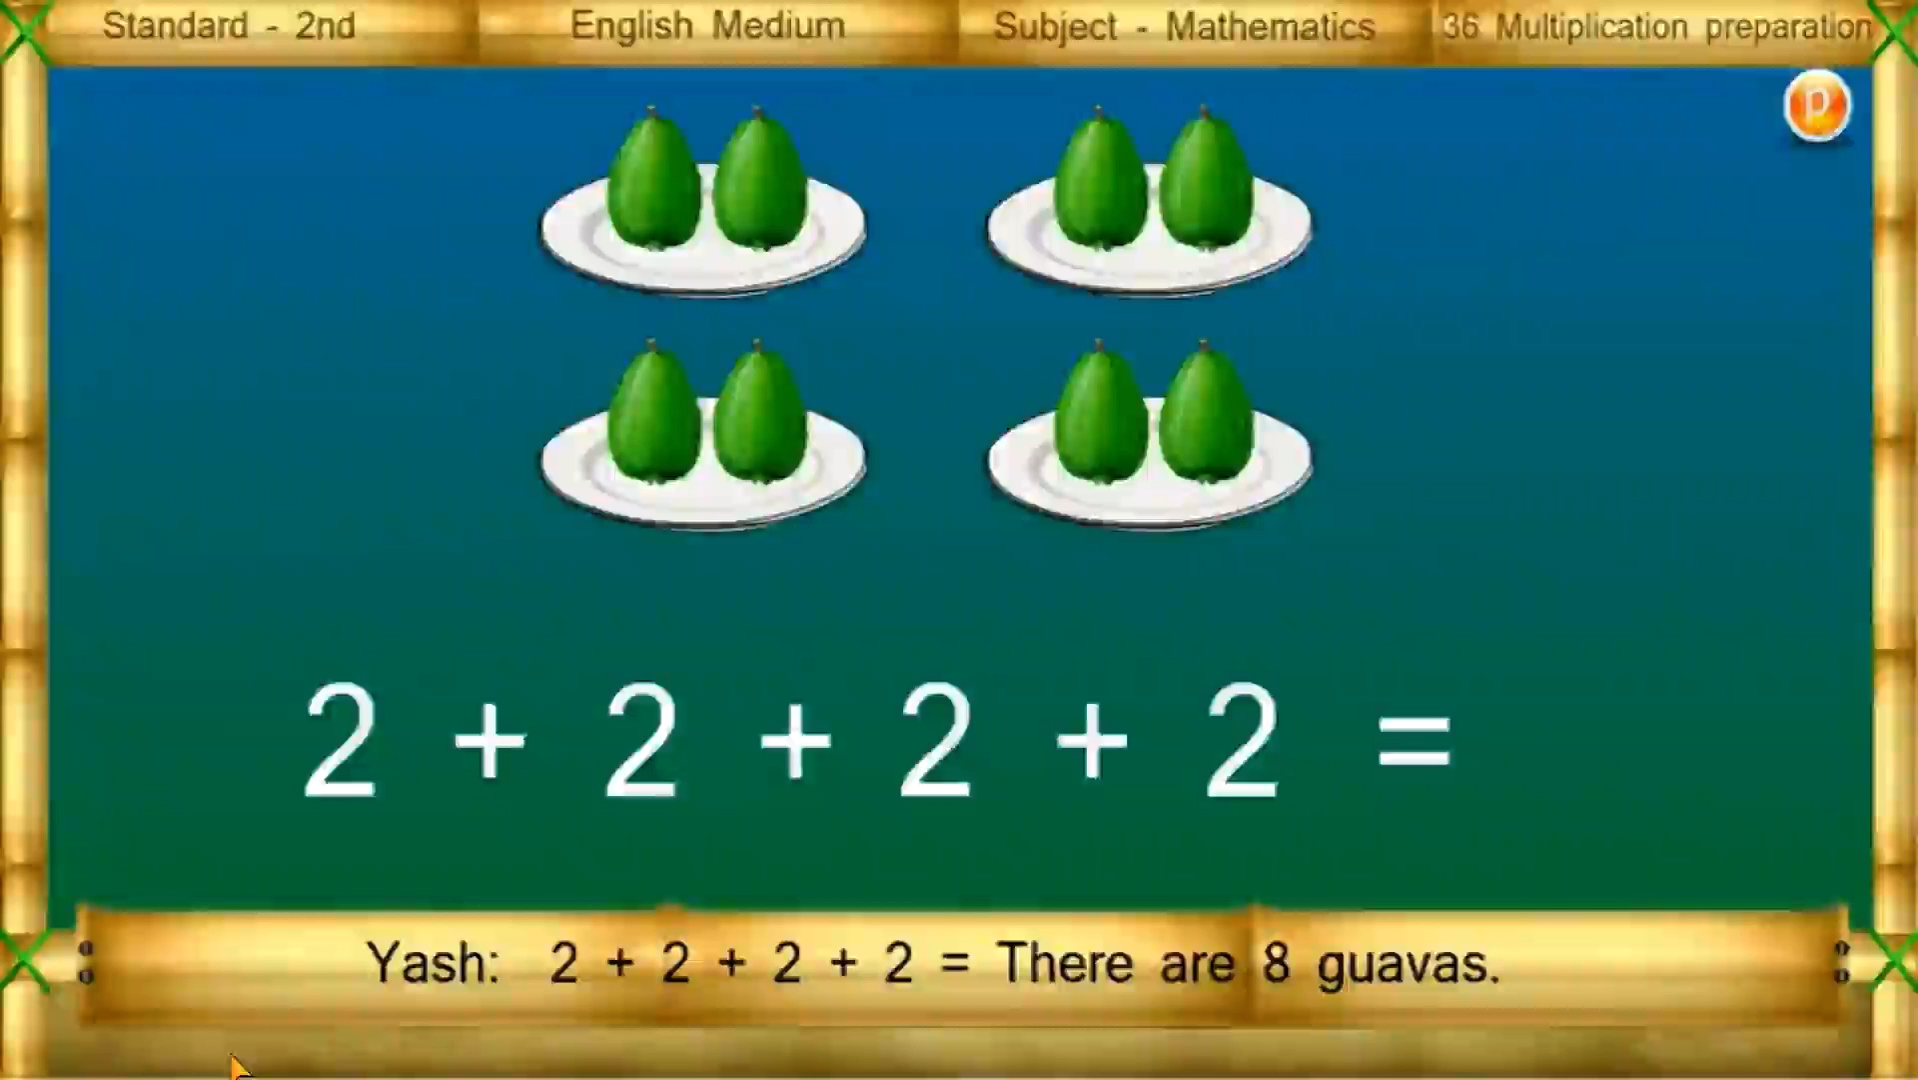 Standard - 2nd English Medium Subject - Mathematics 36 Multiplication preparation
p
2 + 2 + 2 + 2 =
Yash: 2 + 2 + 2 + 2 = There are 8 guavas.